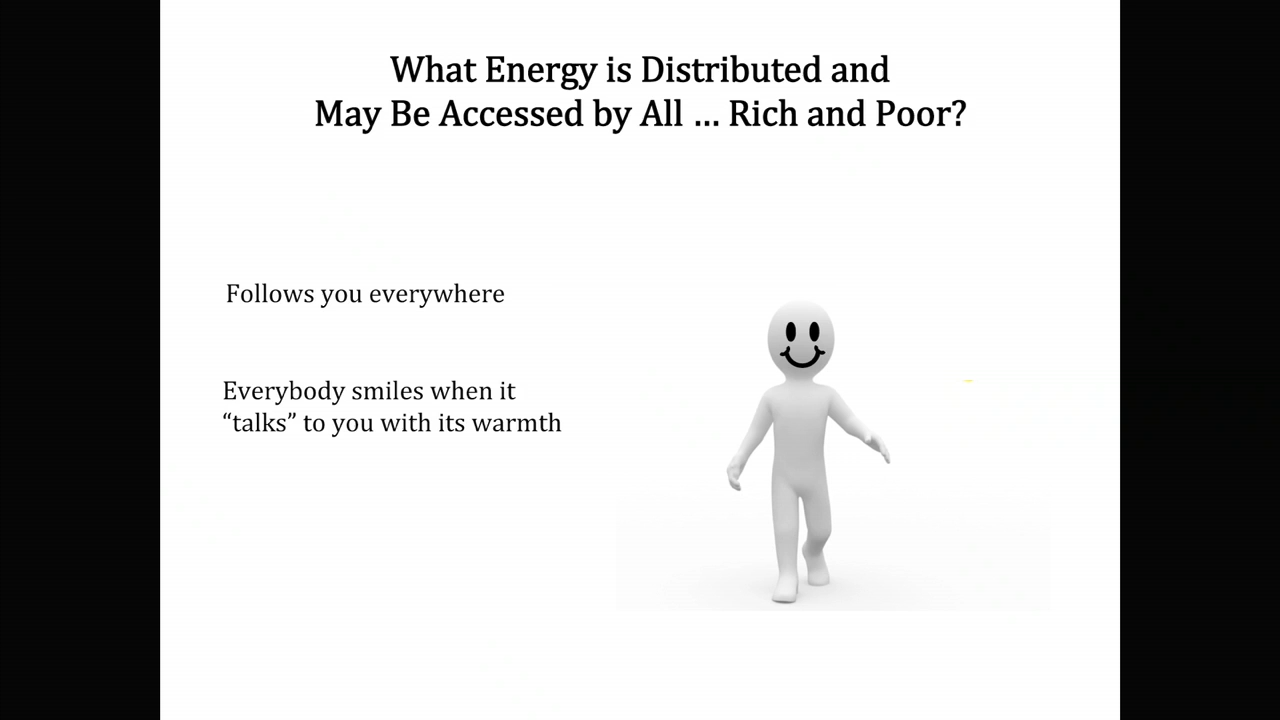 What Energy is Distributed and
May Be Accessed by All ... Rich and Poor?
Follows you everywhere
Everybody smiles when it
“talks” to you with its warmth